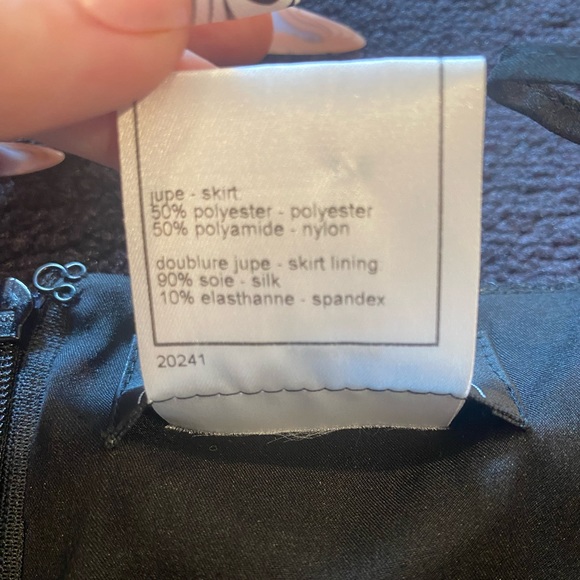 jupe - skirt
50% polyester - polyester
50% polyamide - nylon
doublure jupe - skirt lining
90% soie - silk
10% elasthanne - spandex
20241